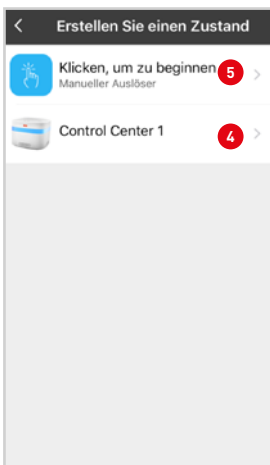 Erstellen Sie einen Zustand
Klicken, um zu beginnen 5
Manueller Auslöser
Control Center 1 4